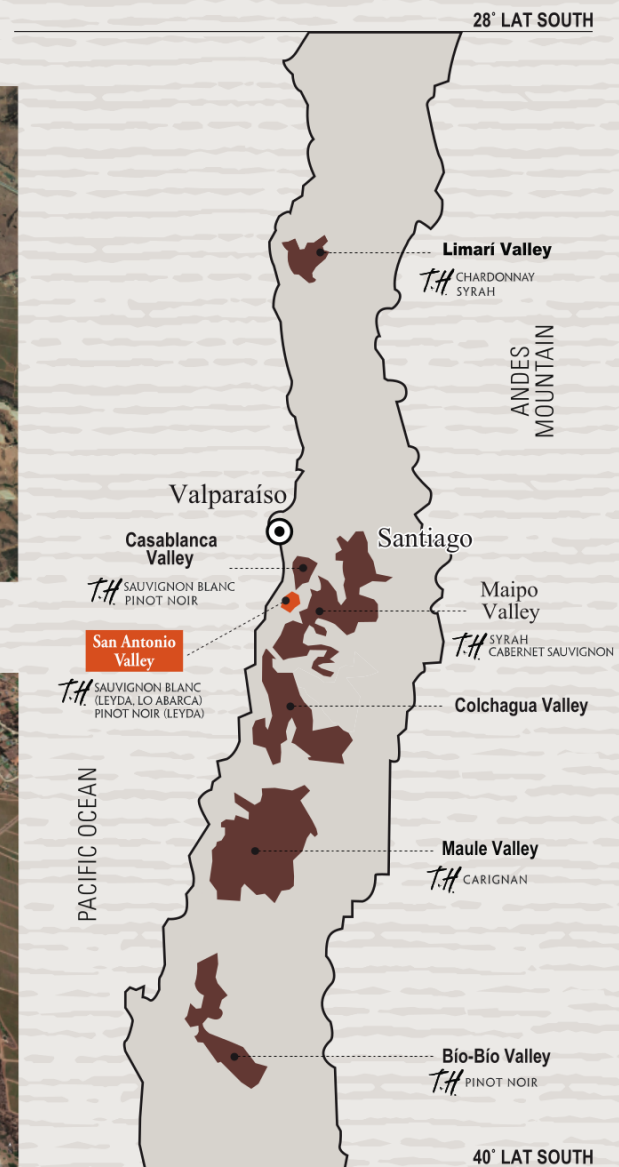 28° LAT SOUTH
Limarí Valley
T.H. CHARDONNAY
SYRAH
ANDES
MOUNTAIN
Valparaíso
Santiago
Casablanca
Valley
T.H. SAUVIGNON BLANC
PINOT NOIR
Maipo
Valley
T.H. SYRAH
CABERNET SAUVIGNON
San Antonio
Valley
T.H. SAUVIGNON BLANC
(LEYDA, LO ABARCA)
PINOT NOIR (LEYDA)
Colchagua Valley
PACIFIC OCEAN
Maule Valley
T.H. CARIGNAN
Bío-Bío Valley
T.H. PINOT NOIR
40° LAT SOUTH